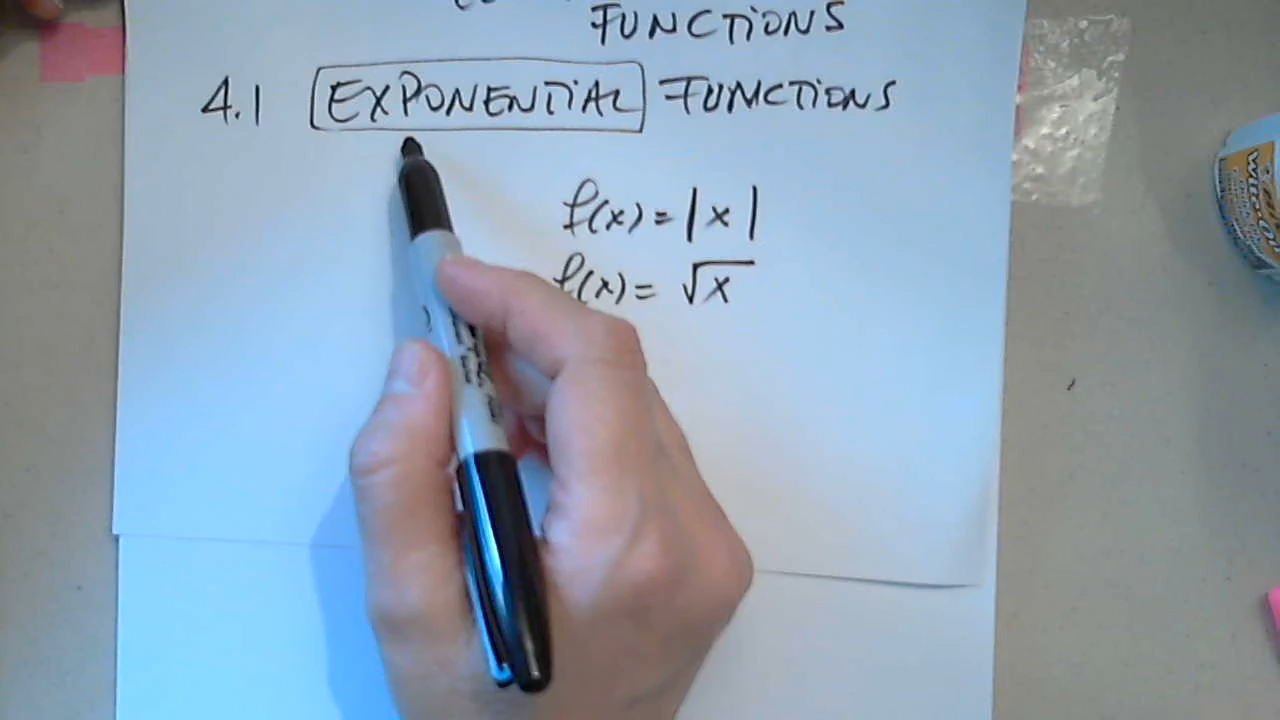 FUNCTIONS
4.1 EXPONENTIAL FUNCTIONS
f(x) = |x|
f(x) = √x